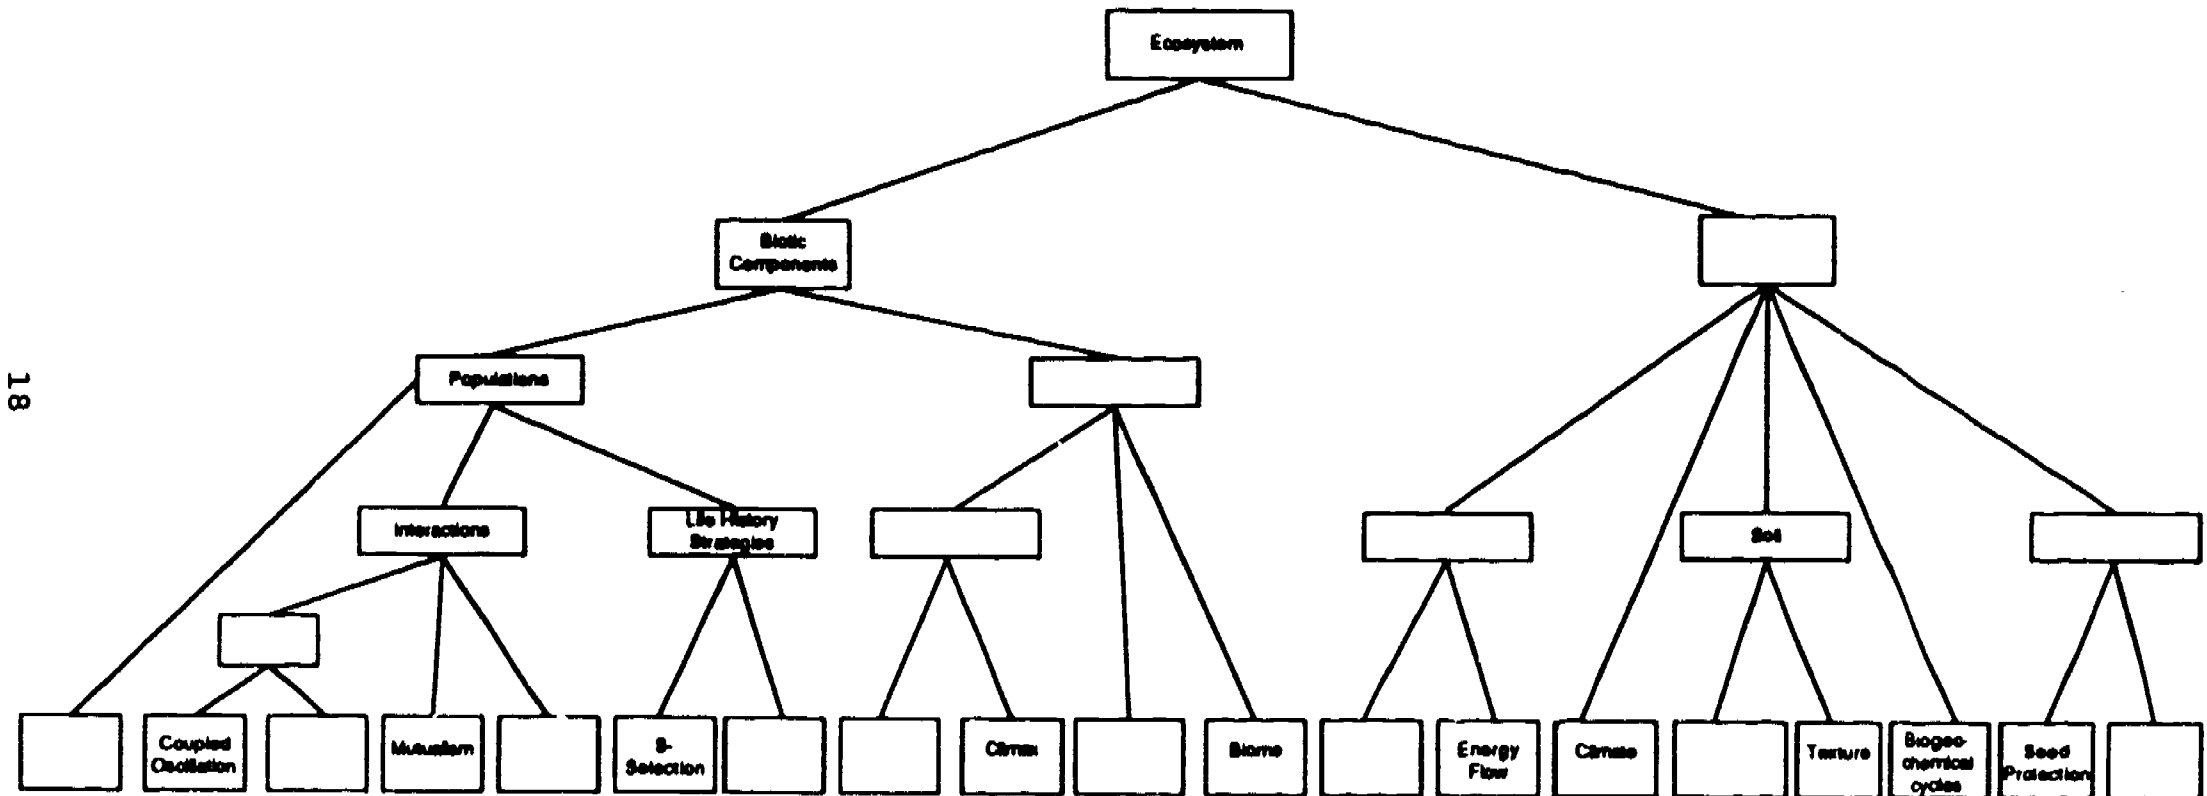 Ecosystem
Biotic
Components
18
Populations
Interactions
Life History
Strategies
Soil
Coupled
Oscillation
Mutualism
S-
Selection
Climax
Biome
Energy
Flow
Climate
Texture
Biogeo-
chemical
cycles
Seed
Protection